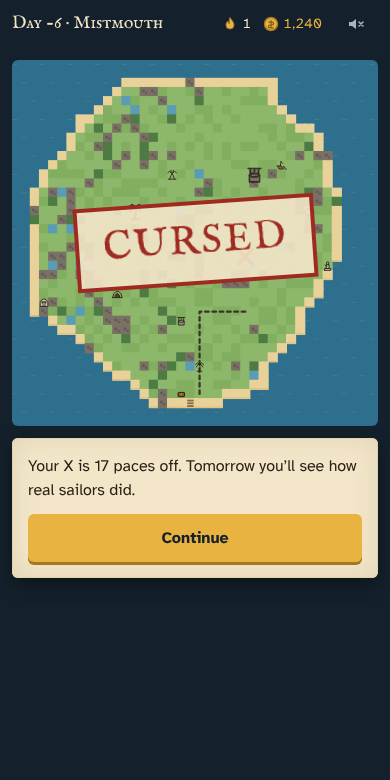 Day -6 · Mistmouth
1
1,240
CURSED
Your X is 17 paces off. Tomorrow you’ll see how
real sailors did.
Continue